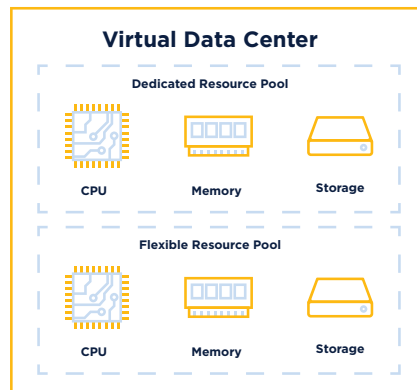 Virtual Data Center
Dedicated Resource Pool
CPU
Memory
Storage
Flexible Resource Pool
CPU
Memory
Storage